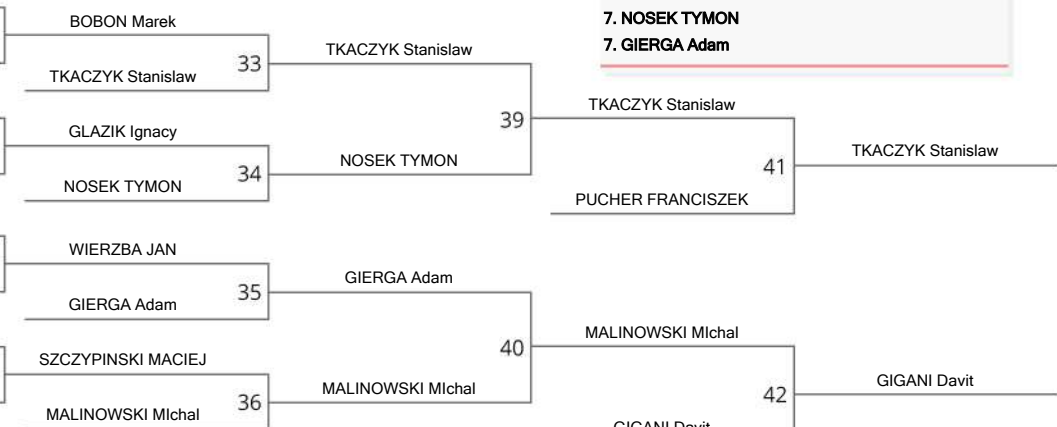 7. NOSEK TYMON
7. GIERGA Adam
BOBON Marek
33
TKACZYK Stanislaw
TKACZYK Stanislaw
GLAZIK Ignacy
34
NOSEK TYMON
NOSEK TYMON
39
TKACZYK Stanislaw
PUCHER FRANCISZEK
41
TKACZYK Stanislaw
WIERZBA JAN
35
GIERGA Adam
GIERGA Adam
SZCZYPINSKI MACIEJ
36
MALINOWSKI MIchal
MALINOWSKI MIchal
40
MALINOWSKI MIchal
GIGANI Davit
42
GIGANI Davit